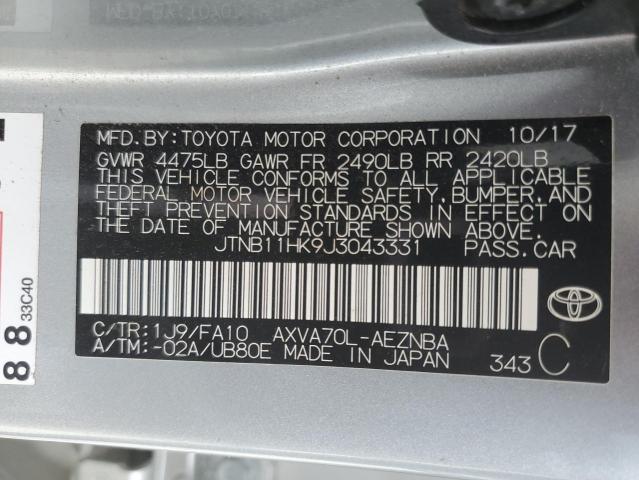 MFD.BY:TOYOTA MOTOR CORPORATION 10/17
GVWR 4475LB GAWR FR 2490LB RR 2420LB
THIS VEHICLE CONFORMS TO ALL APPLICABLE
FEDERAL MOTOR VEHICLE SAFETY,BUMPER,AND
THEFT PREVENTION STANDARDS IN EFFECT ON
THE DATE OF MANUFACTURE SHOWN ABOVE.
JTNB11HK9J3043331 PASS.CAR
C/TR:1J9/FA10 AXVA70L-AEZNBA
A/TM:-02A/UB80E MADE IN JAPAN 343 C
88
33C40